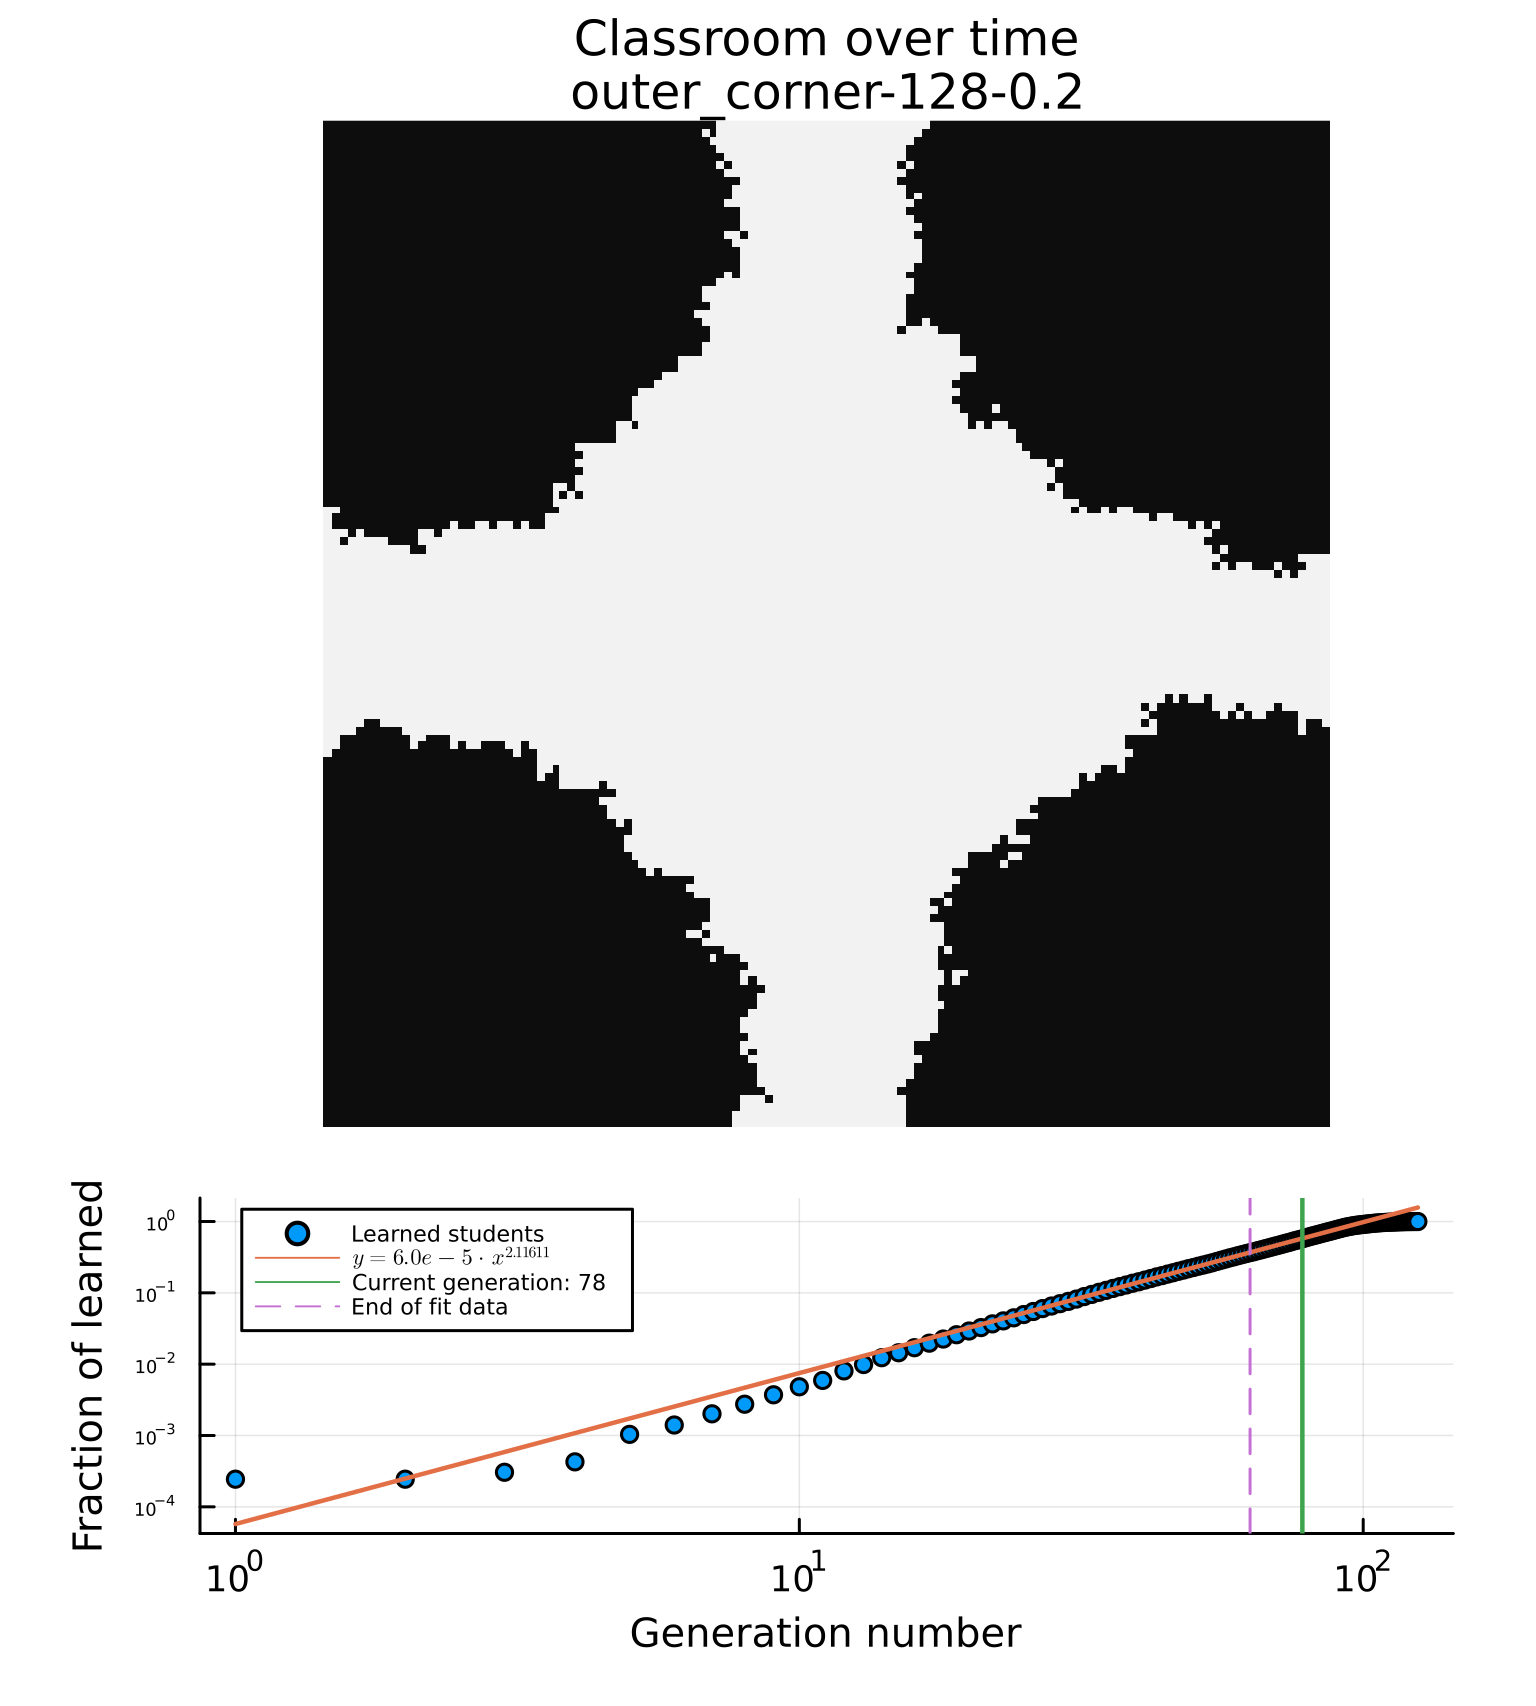 Classroom over time
outer_corner-128-0.2
Fraction of learned
10^0
10^−1
10^−2
10^−3
10^−4
Learned students
y = 6.0e − 5 · x^2.11611
Current generation: 78
End of fit data
10^0 10^1 10^2
Generation number